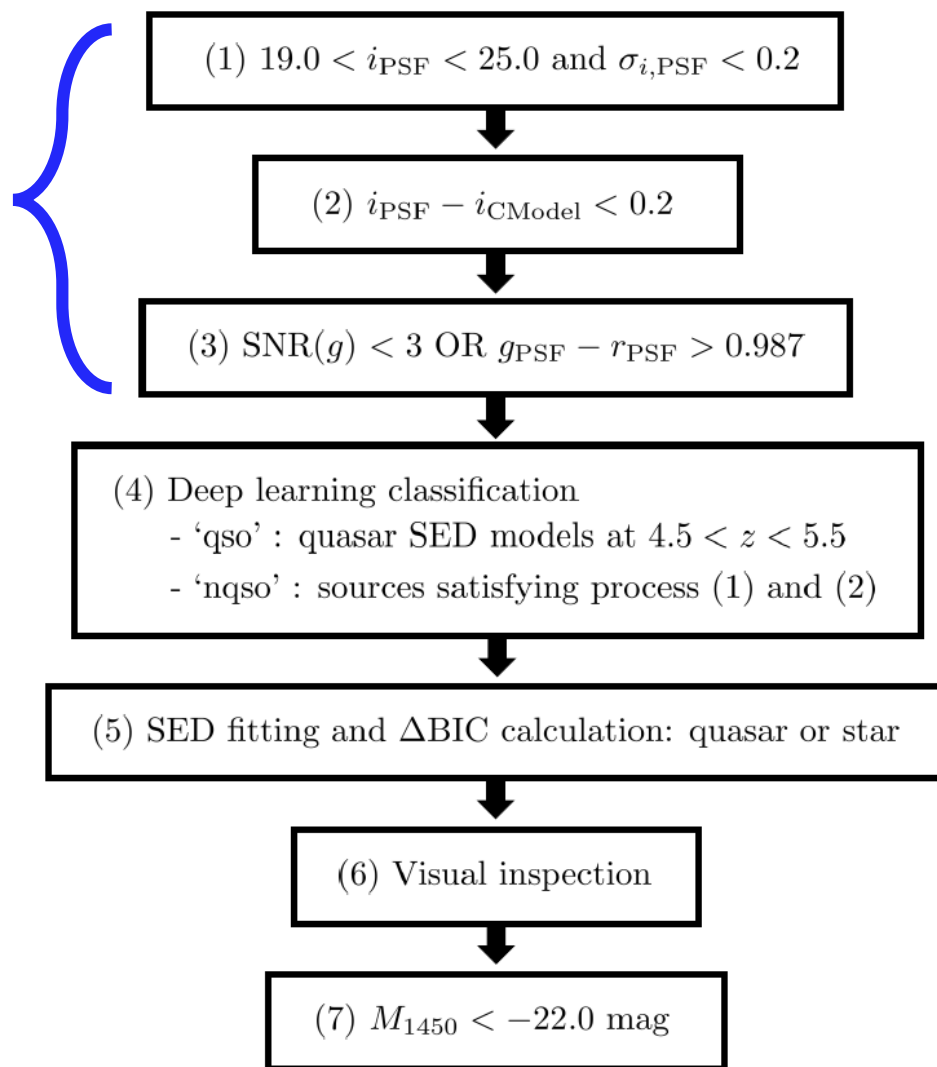 (1) 19.0 < i_PSF < 25.0 and σ_i,PSF < 0.2
(2) i_PSF − i_CModel < 0.2
(3) SNR(g) < 3 OR g_PSF − r_PSF > 0.987
(4) Deep learning classification
- ‘qso’ : quasar SED models at 4.5 < z < 5.5
- ‘nqso’ : sources satisfying process (1) and (2)
(5) SED fitting and ΔBIC calculation: quasar or star
(6) Visual inspection
(7) M_1450 < −22.0 mag